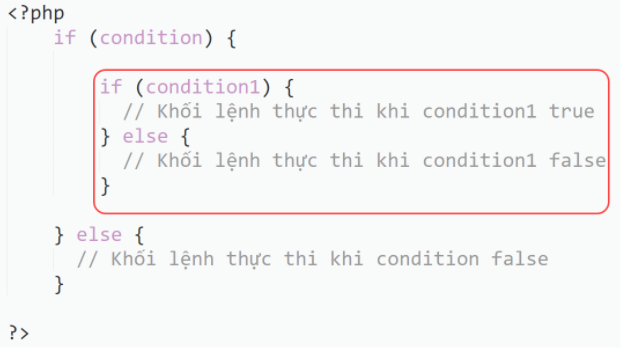 <?php
if (condition) {
if (condition1) {
// Khối lệnh thực thi khi condition1 true
} else {
// Khối lệnh thực thi khi condition1 false
}
} else {
// Khối lệnh thực thi khi condition false
}
?>